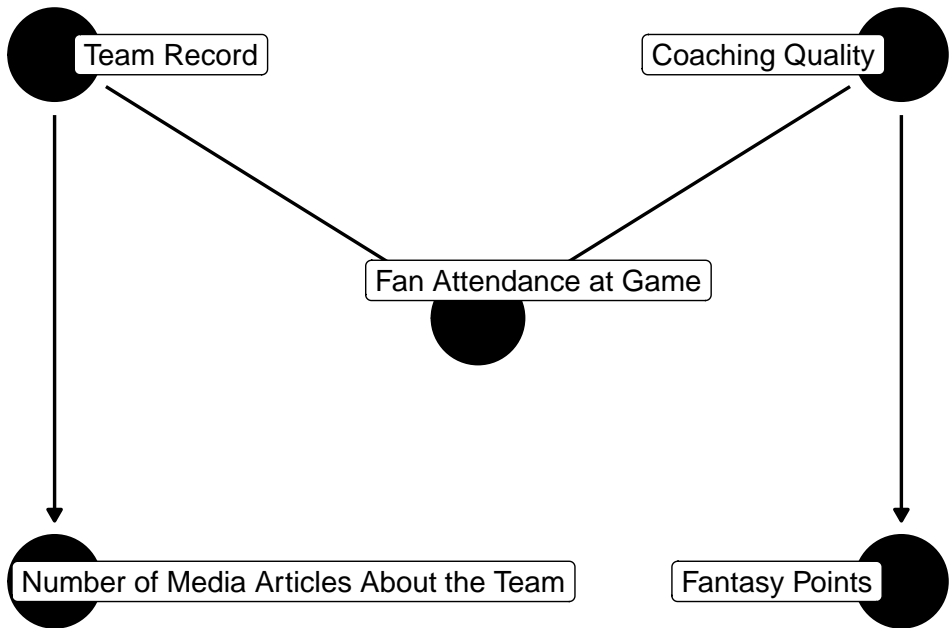 Team Record
Coaching Quality
Fan Attendance at Game
Number of Media Articles About the Team
Fantasy Points